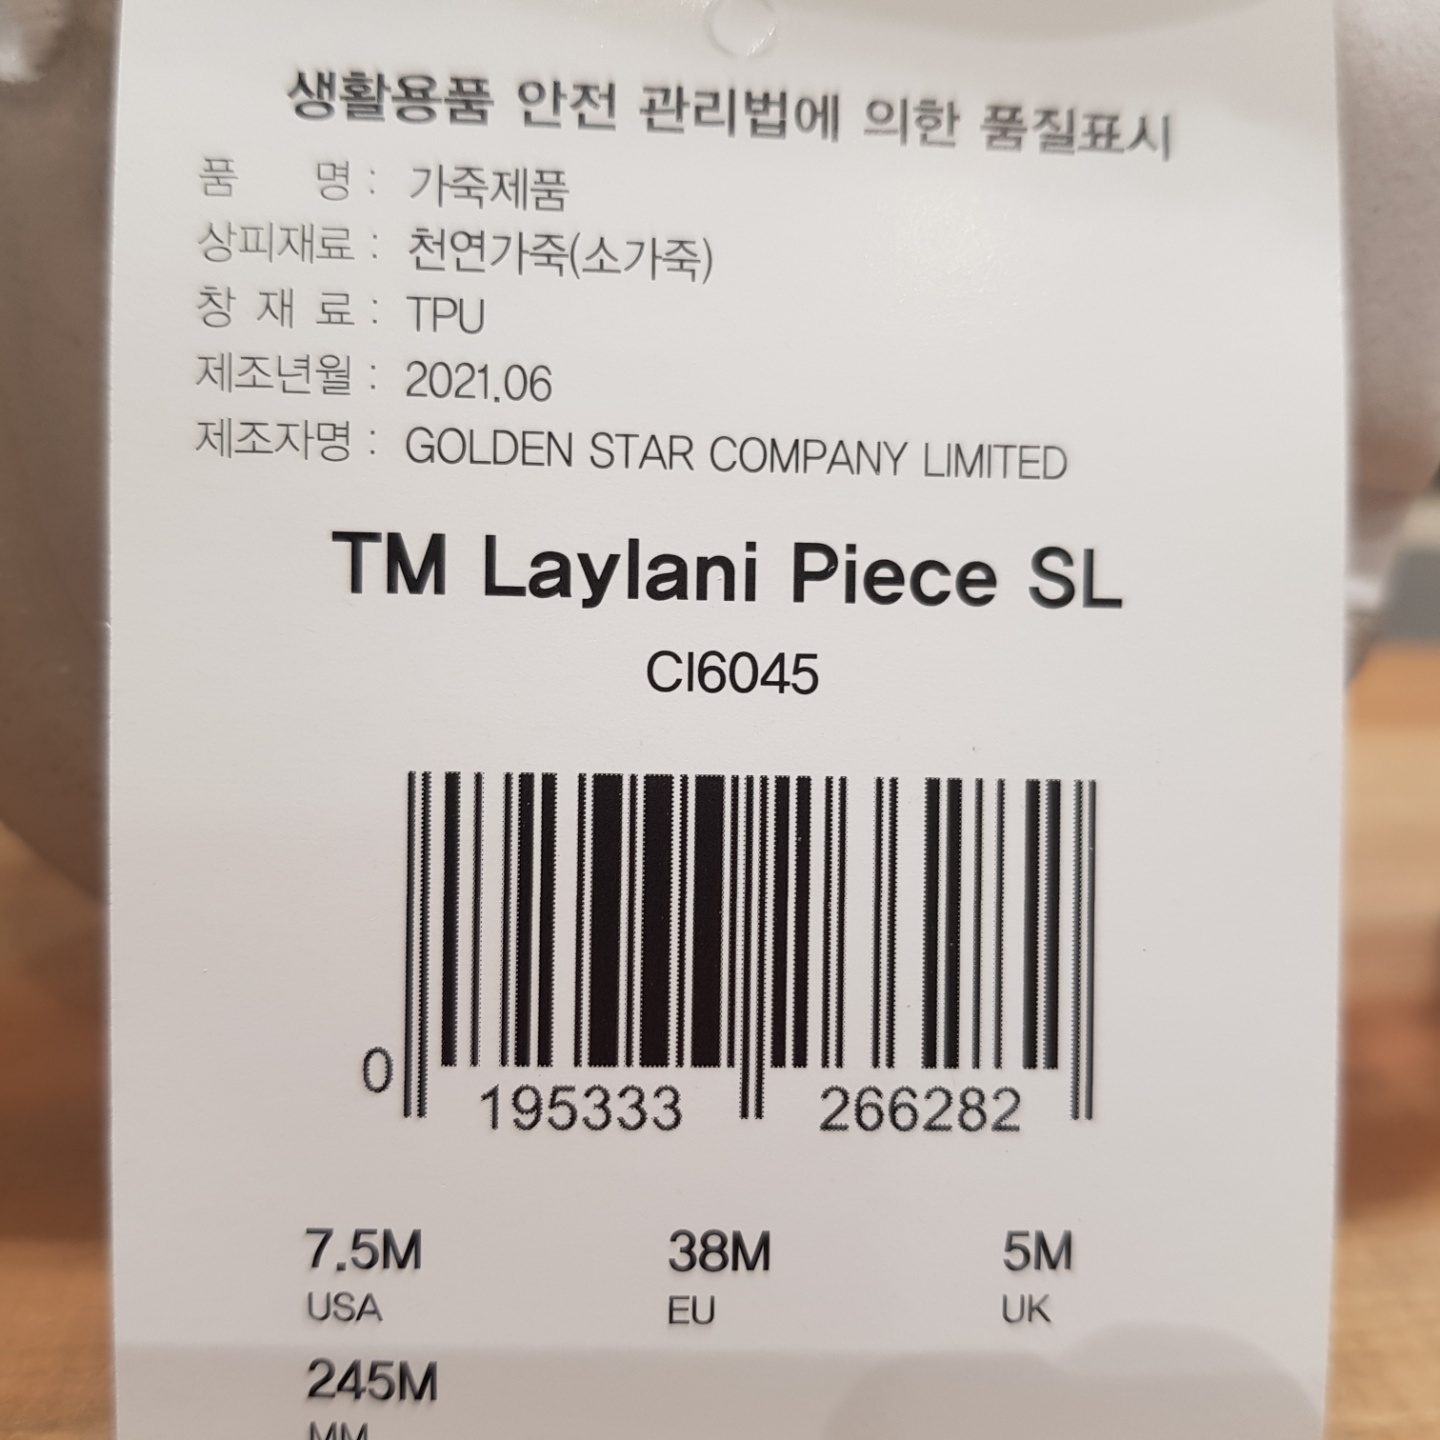 생활용품 안전 관리법에 의한 품질표시
품 명 : 가죽제품
상피재료 : 천연가죽(소가죽)
창 재 료 : TPU
제조년월 : 2021.06
제조자명 : GOLDEN STAR COMPANY LIMITED
TM Laylani Piece SL
CI6045
0 195333 266282
7.5M 38M 5M
USA EU UK
245M
MM